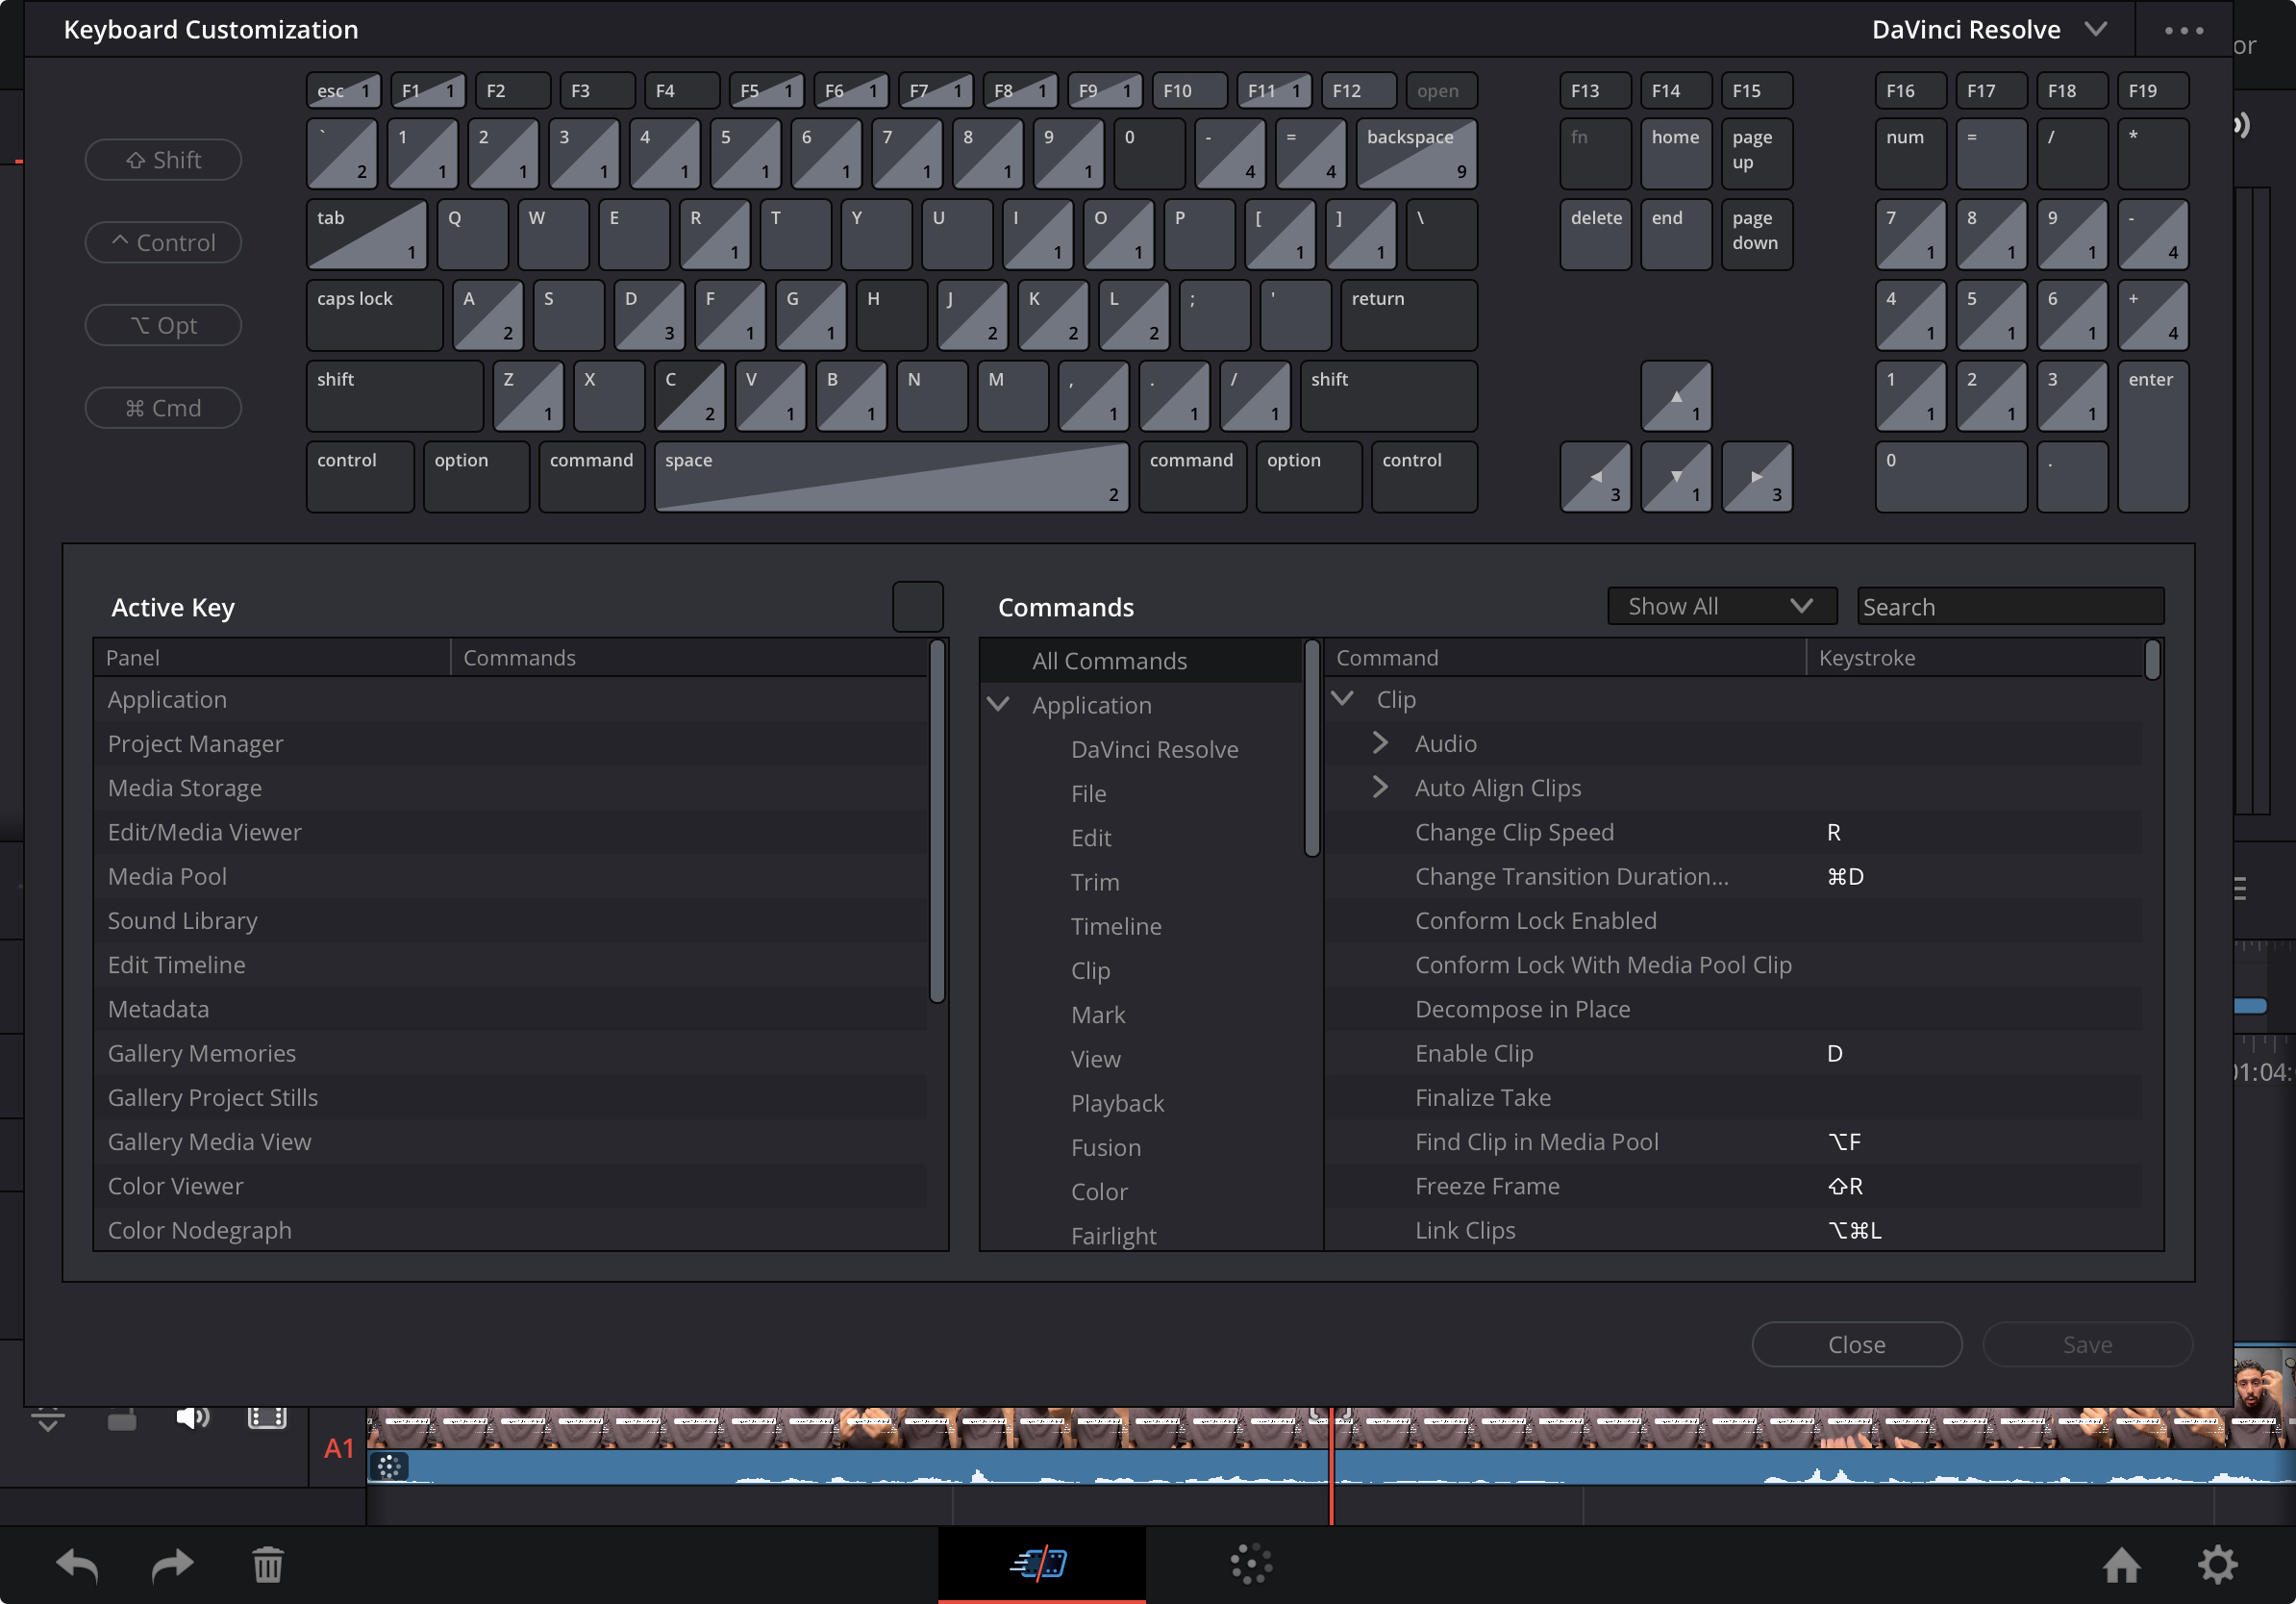 Keyboard Customization
DaVinci Resolve
or
esc 1 F1 1 F2 F3 F4 F5 1 F6 1 F7 1 F8 1 F9 1 F10 F11 1 F12 open F13 F14 F15 F16 F17 F18 F19
⇧ Shift
` 2 1 1 2 1 3 1 4 1 5 1 6 1 7 1 8 1 9 1 0 - 4 = 4 backspace 9 fn home page up num = / *
^ Control
tab 1 Q W E R 1 T Y U I 1 O 1 P [ 1 ] 1 \ delete end page down 7 1 8 1 9 1 - 4
⌥ Opt
caps lock A 2 S D 3 F 1 G 1 H J 2 K 2 L 2 ; ' return 4 1 5 1 6 1 + 4
⌘ Cmd
shift Z 1 X C 2 V 1 B 1 N M , 1 . 1 / 1 shift ▲ 1 1 1 2 1 3 1 enter
control option command space 2 command option control ◀ 3 ▼ 1 ▶ 3 0 .
Active Key
Panel Commands
Application
Project Manager
Media Storage
Edit/Media Viewer
Media Pool
Sound Library
Edit Timeline
Metadata
Gallery Memories
Gallery Project Stills
Gallery Media View
Color Viewer
Color Nodegraph
Commands
Show All
Search
All Commands
Application
DaVinci Resolve
File
Edit
Trim
Timeline
Clip
Mark
View
Playback
Fusion
Color
Fairlight
Command Keystroke
Clip
Audio
Auto Align Clips
Change Clip Speed R
Change Transition Duration... ⌘D
Conform Lock Enabled
Conform Lock With Media Pool Clip
Decompose in Place
Enable Clip D
Finalize Take
Find Clip in Media Pool ⌥F
Freeze Frame ⇧R
Link Clips ⌥⌘L
01:04:
Close
Save
A1